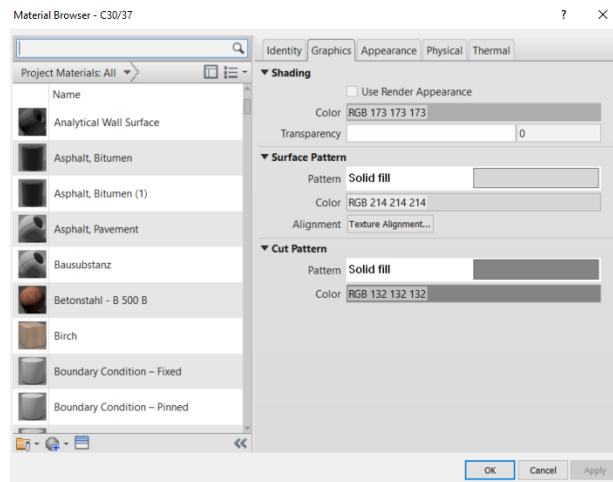 Material Browser - C30/37
? ×
Identity Graphics Appearance Physical Thermal
Project Materials: All
Name
Analytical Wall Surface
Asphalt, Bitumen
Asphalt, Bitumen (1)
Asphalt, Pavement
Bausubstanz
Betonstahl - B 500 B
Birch
Boundary Condition – Fixed
Boundary Condition – Pinned
Shading
Use Render Appearance
Color RGB 173 173 173
Transparency 0
Surface Pattern
Pattern Solid fill
Color RGB 214 214 214
Alignment Texture Alignment...
Cut Pattern
Pattern Solid fill
Color RGB 132 132 132
OK Cancel Apply